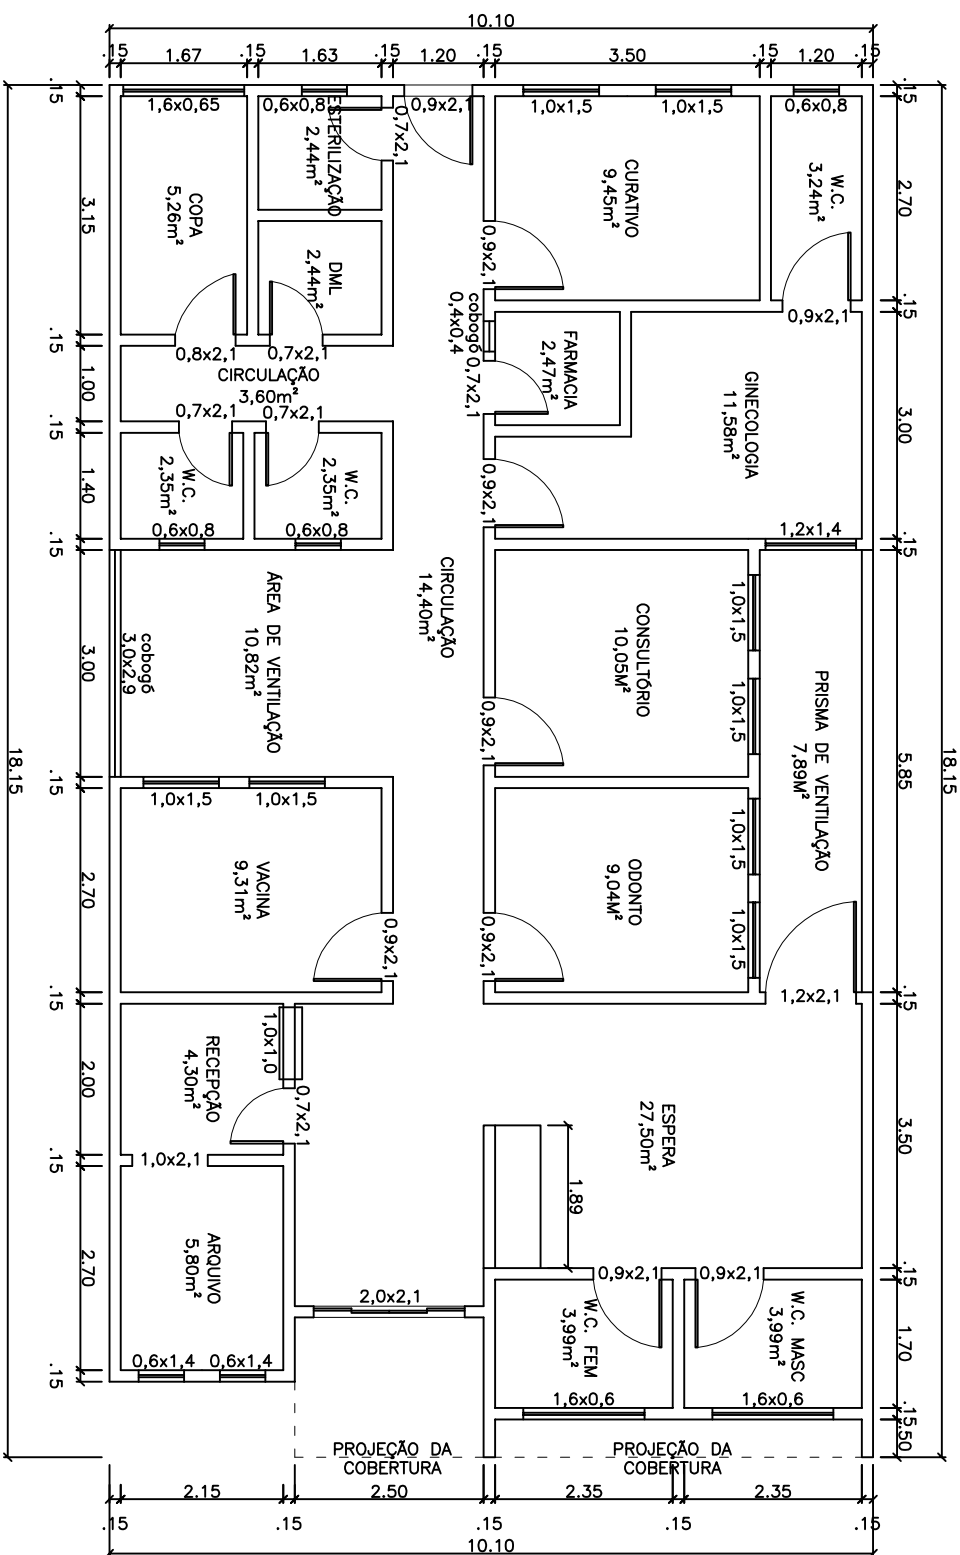 10.10
.15
1.67
.15
1.63
.15
1.20
.15
3.50
.15
1.20
.15
.15
1,6x0,65
0,6x0,8
0,9x2,1
1,0x1,5
1,0x1,5
0,6x0,8
.15
0,7x2,1
ESTERILIZAÇÃO
2,44m²
COPA
5,26m²
CURATIVO
9,45m²
W.C.
3,24m²
2.70
3.15
DML
2,44m²
0,9x2,1
cobogó
0,4x0,4
0,9x2,1
.15
.15
0,8x2,1
0,7x2,1
0,7x2,1
FARMACIA
2,47m²
GINECOLOGIA
11,58m²
3.00
1.00
CIRCULAÇÃO
3,60m²
0,7x2,1
0,7x2,1
.15
1.40
W.C.
2,35m²
W.C.
2,35m²
0,9x2,1
0,6x0,8
0,6x0,8
1,2x1,4
.15
.15
CIRCULAÇÃO
14,40m²
ÁREA DE VENTILAÇÃO
10,82m²
cobogó
3,0x2,9
3.00
CONSULTÓRIO
10,05M²
1,0x1,5
1,0x1,5
0,9x2,1
PRISMA DE VENTILAÇÃO
7,89M²
5.85
18.15
18.15
.15
1,0x1,5
1,0x1,5
VACINA
9,31m²
2.70
0,9x2,1
0,9x2,1
ODONTO
9,04M²
1,0x1,5
1,0x1,5
1,2x2,1
.15
.15
1,0x1,0
RECEPÇÃO
4,30m²
2.00
0,7x2,1
ESPERA
27,50m²
3.50
1.89
.15
1,0x2,1
ARQUIVO
5,80m²
2.70
0,9x2,1
0,9x2,1
.15
2,0x2,1
W.C. FEM
3,99m²
W.C. MASC
3,99m²
1.70
0,6x1,4
0,6x1,4
1,6x0,6
1,6x0,6
.15
.15
.50
PROJEÇÃO DA
COBERTURA
PROJEÇÃO DA
COBERTURA
2.15
2.50
2.35
2.35
.15
.15
.15
.15
.15
10.10